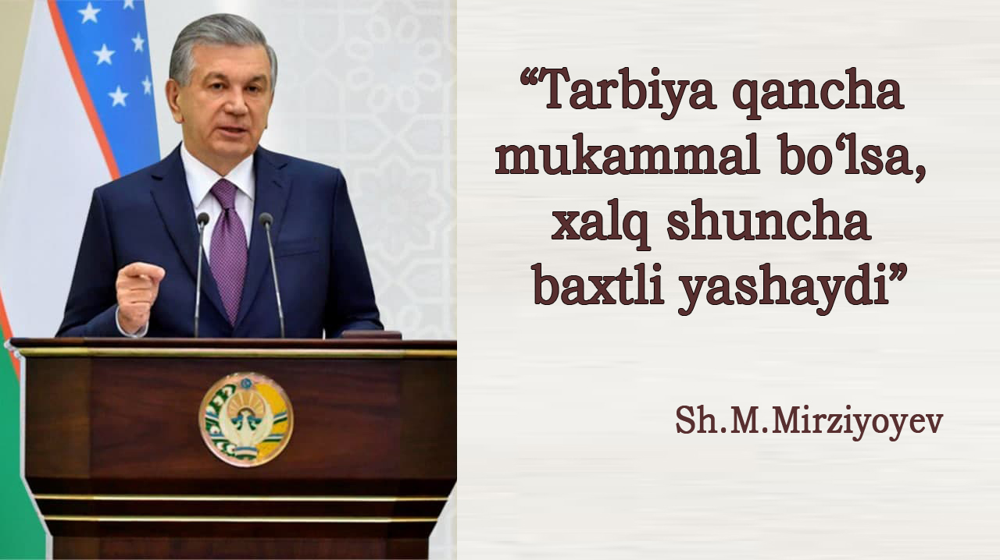 “Tarbiya qancha
mukammal bo‘lsa,
xalq shuncha
baxtli yashaydi”
Sh.M.Mirziyoyev